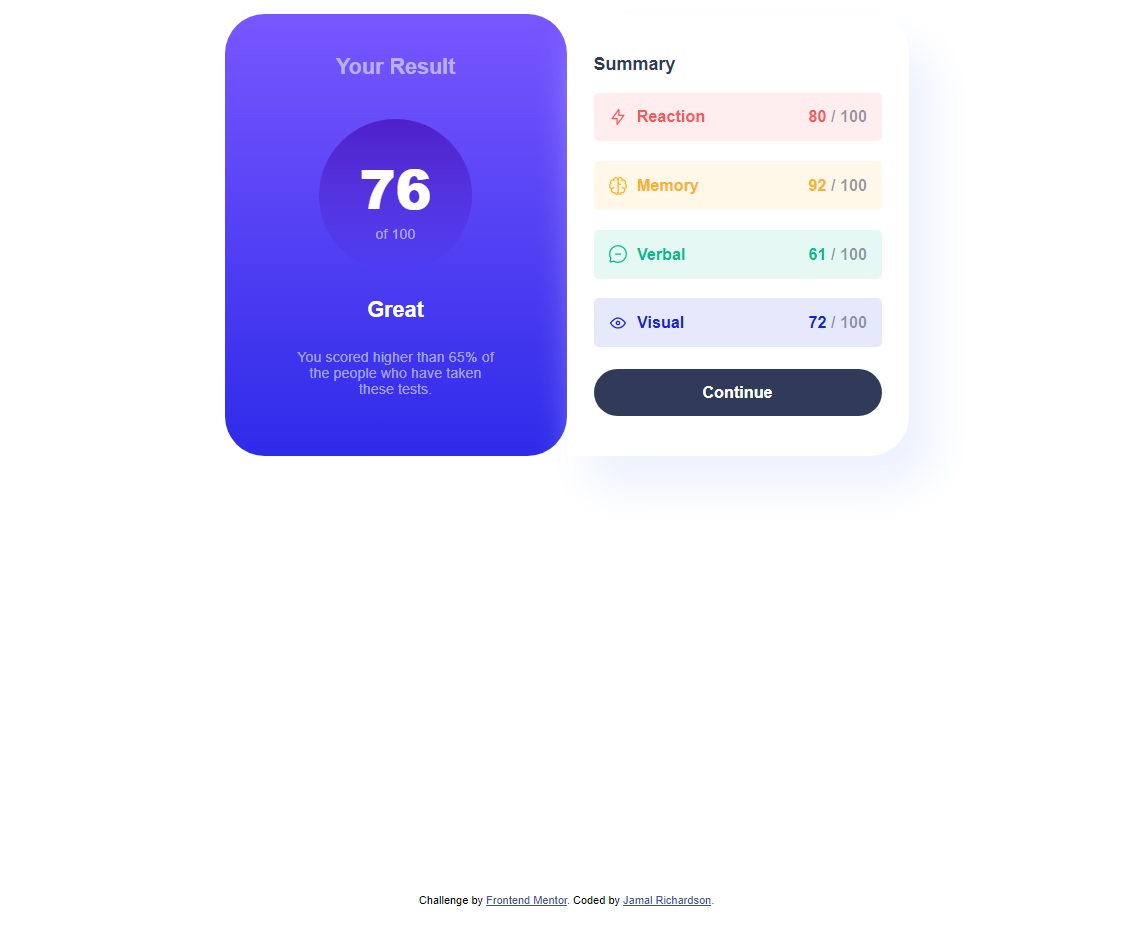 Your Result
76
of 100
Great
You scored higher than 65% of
the people who have taken
these tests.
Summary
Reaction 80 / 100
Memory 92 / 100
Verbal 61 / 100
Visual 72 / 100
Continue
Challenge by Frontend Mentor. Coded by Jamal Richardson.